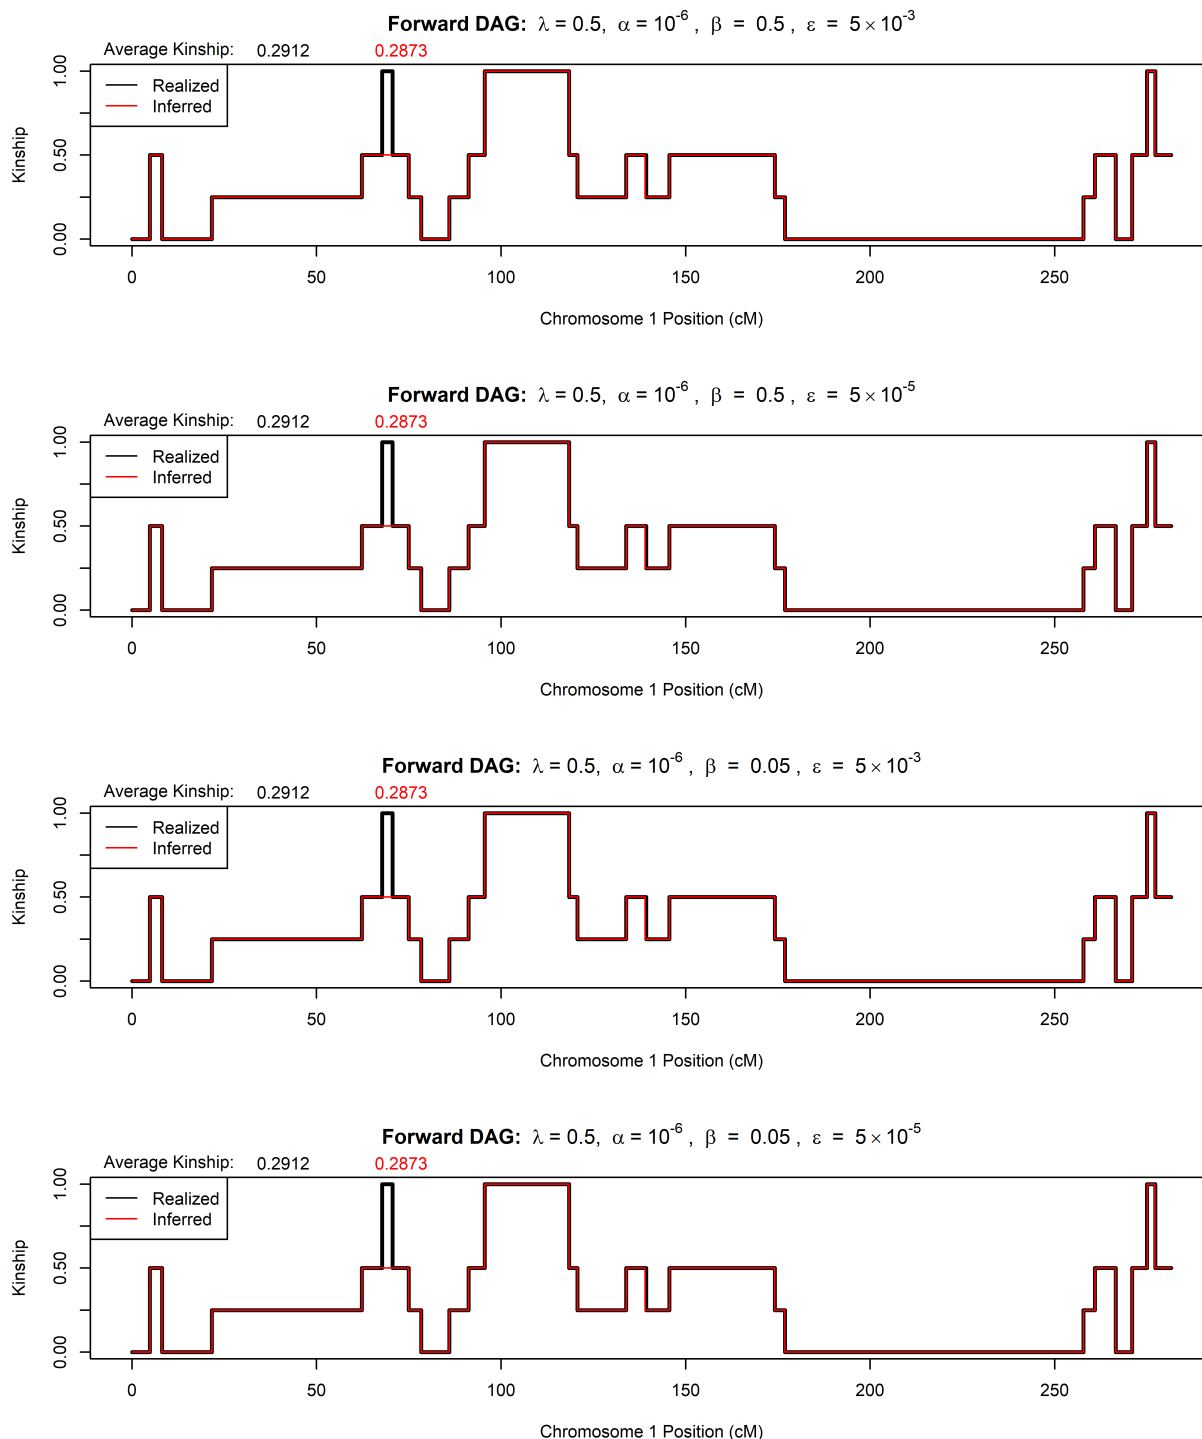 Forward DAG: λ = 0.5, α = 10^-6 , β = 0.5 , ε = 5 × 10^-3
Average Kinship: 0.2912 0.2873
Realized
Inferred
Kinship
1.00
0.50
0.00
0 50 100 150 200 250
Chromosome 1 Position (cM)
Forward DAG: λ = 0.5, α = 10^-6 , β = 0.5 , ε = 5 × 10^-5
Average Kinship: 0.2912 0.2873
Realized
Inferred
Kinship
1.00
0.50
0.00
0 50 100 150 200 250
Chromosome 1 Position (cM)
Forward DAG: λ = 0.5, α = 10^-6 , β = 0.05 , ε = 5 × 10^-3
Average Kinship: 0.2912 0.2873
Realized
Inferred
Kinship
1.00
0.50
0.00
0 50 100 150 200 250
Chromosome 1 Position (cM)
Forward DAG: λ = 0.5, α = 10^-6 , β = 0.05 , ε = 5 × 10^-5
Average Kinship: 0.2912 0.2873
Realized
Inferred
Kinship
1.00
0.50
0.00
0 50 100 150 200 250
Chromosome 1 Position (cM)